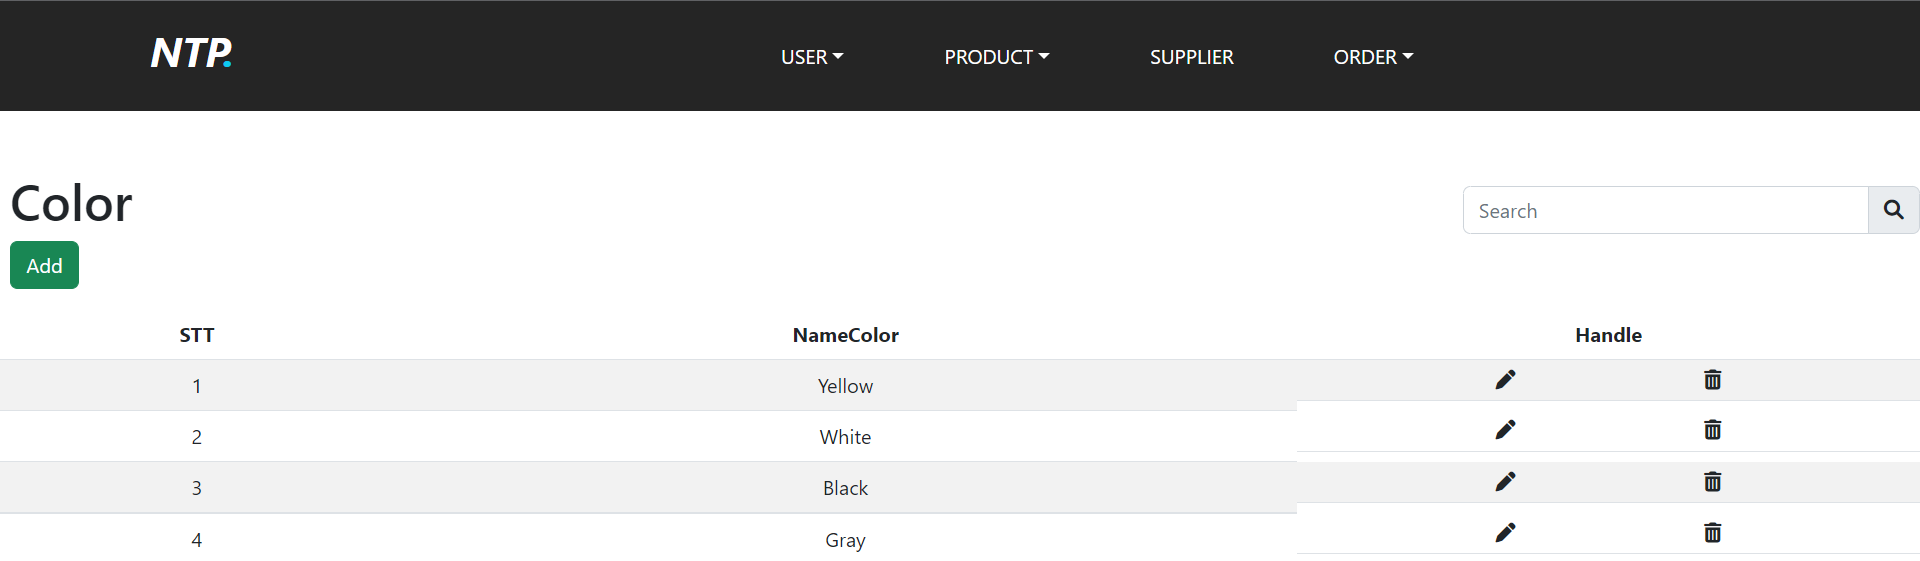 NTP. USER PRODUCT SUPPLIER ORDER
Color
Search
Add
STT NameColor Handle
1 Yellow
2 White
3 Black
4 Gray